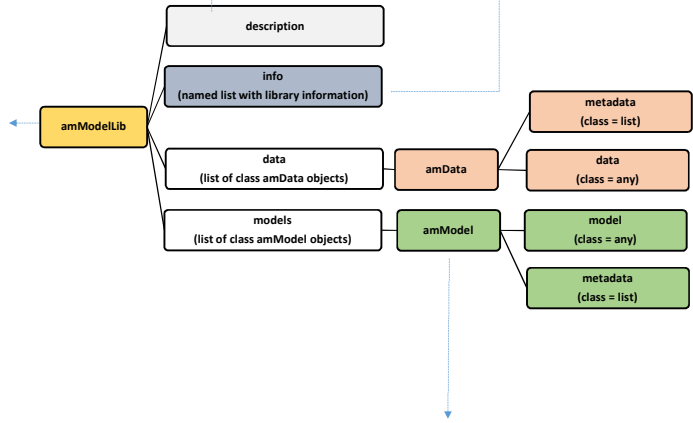 description
info
(named list with library information)
metadata
(class = list)
amModelLib
data
(list of class amData objects)
amData
data
(class = any)
models
(list of class amModel objects)
amModel
model
(class = any)
metadata
(class = list)